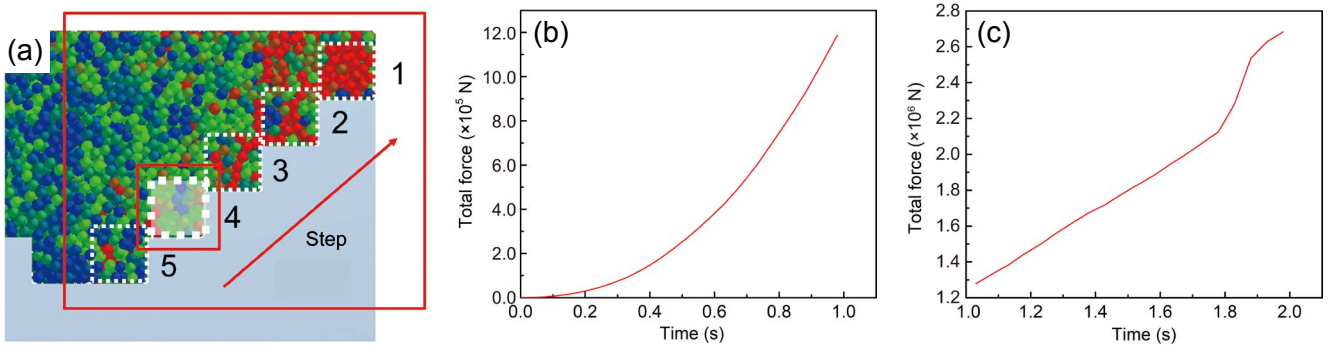 (a)
1
2
3
4
5
Step
(b)
Total force (×10⁵ N)
12.0
10.0
8.0
6.0
4.0
2.0
0.0
0.0 0.2 0.4 0.6 0.8 1.0
Time (s)
(c)
Total force (×10⁶ N)
2.8
2.6
2.4
2.2
2.0
1.8
1.6
1.4
1.2
1.0 1.2 1.4 1.6 1.8 2.0
Time (s)